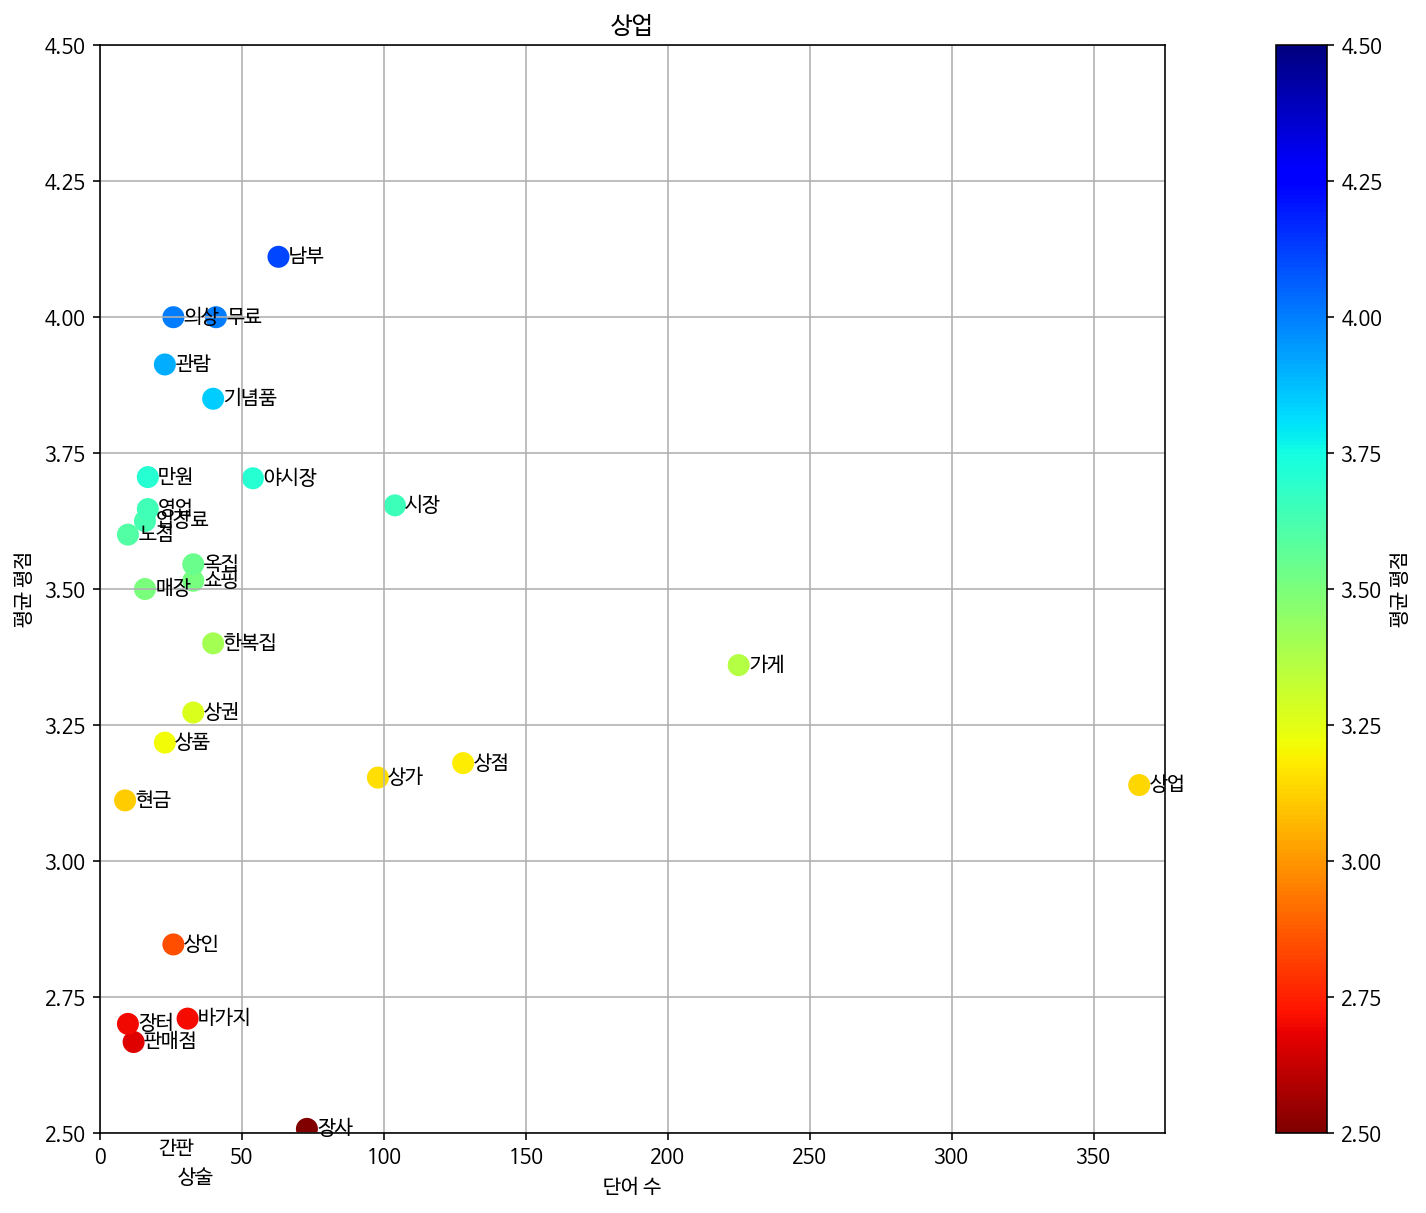 상업
4.50
4.25
4.00
3.75
3.50
3.25
3.00
2.75
2.50
평균 평점
남부
의상
무료
관람
기념품
만원
야시장
시장
영업
입장료
노점
옥집
쇼핑
매장
한복집
가게
상권
상품
상점
상가
상업
현금
상인
바가지
장터
판매점
장사
간판
상술
0
50
100
150
200
250
300
350
단어 수
4.50
4.25
4.00
3.75
3.50
3.25
3.00
2.75
2.50
평균 평점